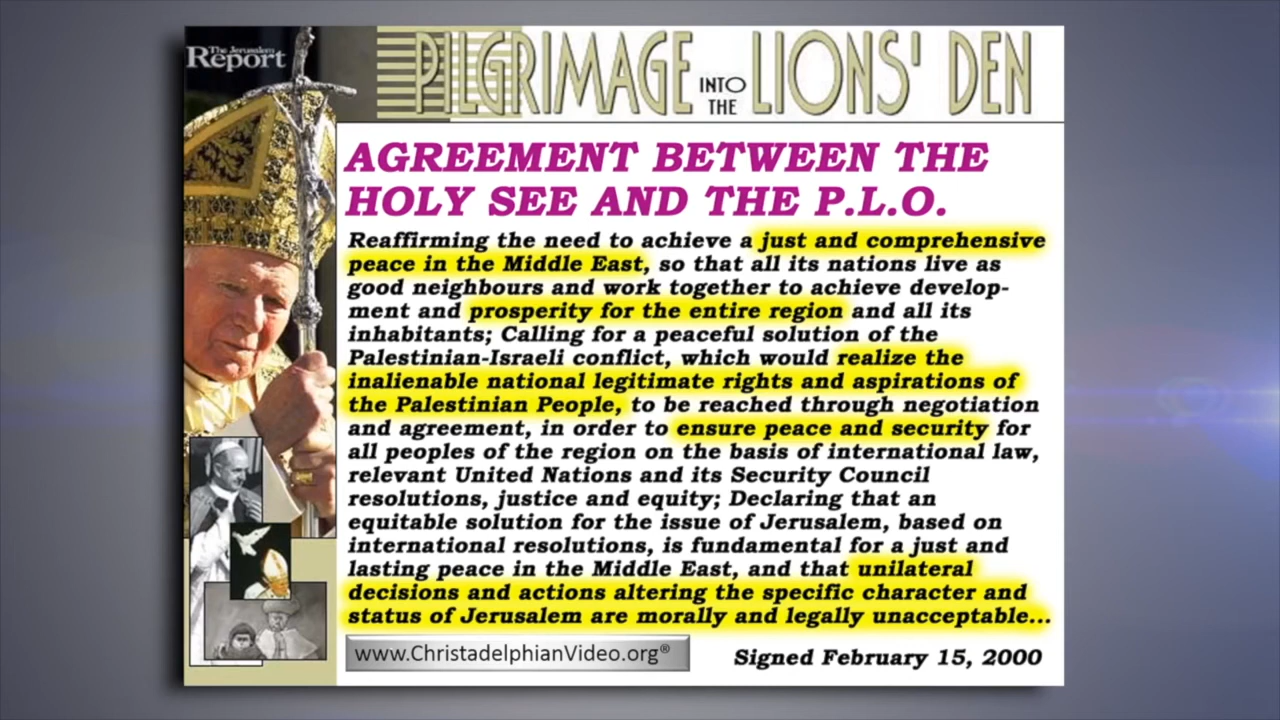 The Jerusalem
Report
PILGRIMAGE INTO THE LIONS' DEN
AGREEMENT BETWEEN THE
HOLY SEE AND THE P.L.O.
Reaffirming the need to achieve a just and comprehensive
peace in the Middle East, so that all its nations live as
good neighbours and work together to achieve develop-
ment and prosperity for the entire region and all its
inhabitants; Calling for a peaceful solution of the
Palestinian-Israeli conflict, which would realize the
inalienable national legitimate rights and aspirations of
the Palestinian People, to be reached through negotiation
and agreement, in order to ensure peace and security for
all peoples of the region on the basis of international law,
relevant United Nations and its Security Council
resolutions, justice and equity; Declaring that an
equitable solution for the issue of Jerusalem, based on
international resolutions, is fundamental for a just and
lasting peace in the Middle East, and that unilateral
decisions and actions altering the specific character and
status of Jerusalem are morally and legally unacceptable...
www.ChristadelphianVideo.org®
Signed February 15, 2000